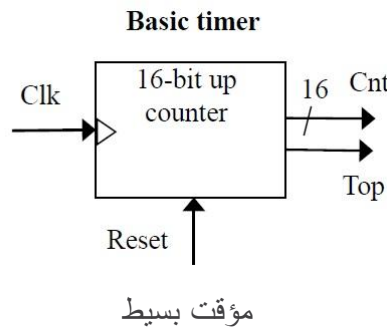 Basic timer
Clk
16-bit up
counter
16
Cnt
Top
Reset
مؤقت بسيط